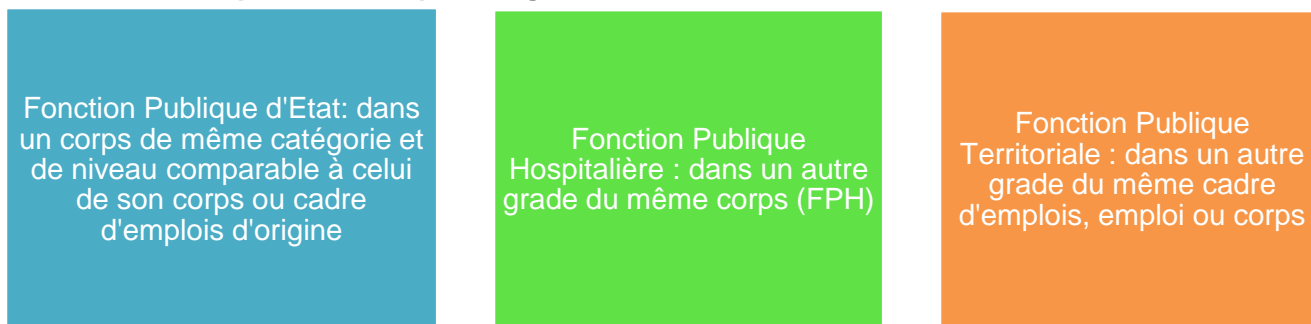 Fonction Publique d'Etat: dans
un corps de même catégorie et
de niveau comparable à celui
de son corps ou cadre
d'emplois d'origine
Fonction Publique
Hospitalière : dans un autre
grade du même corps (FPH)
Fonction Publique
Territoriale : dans un autre
grade du même cadre
d'emplois, emploi ou corps